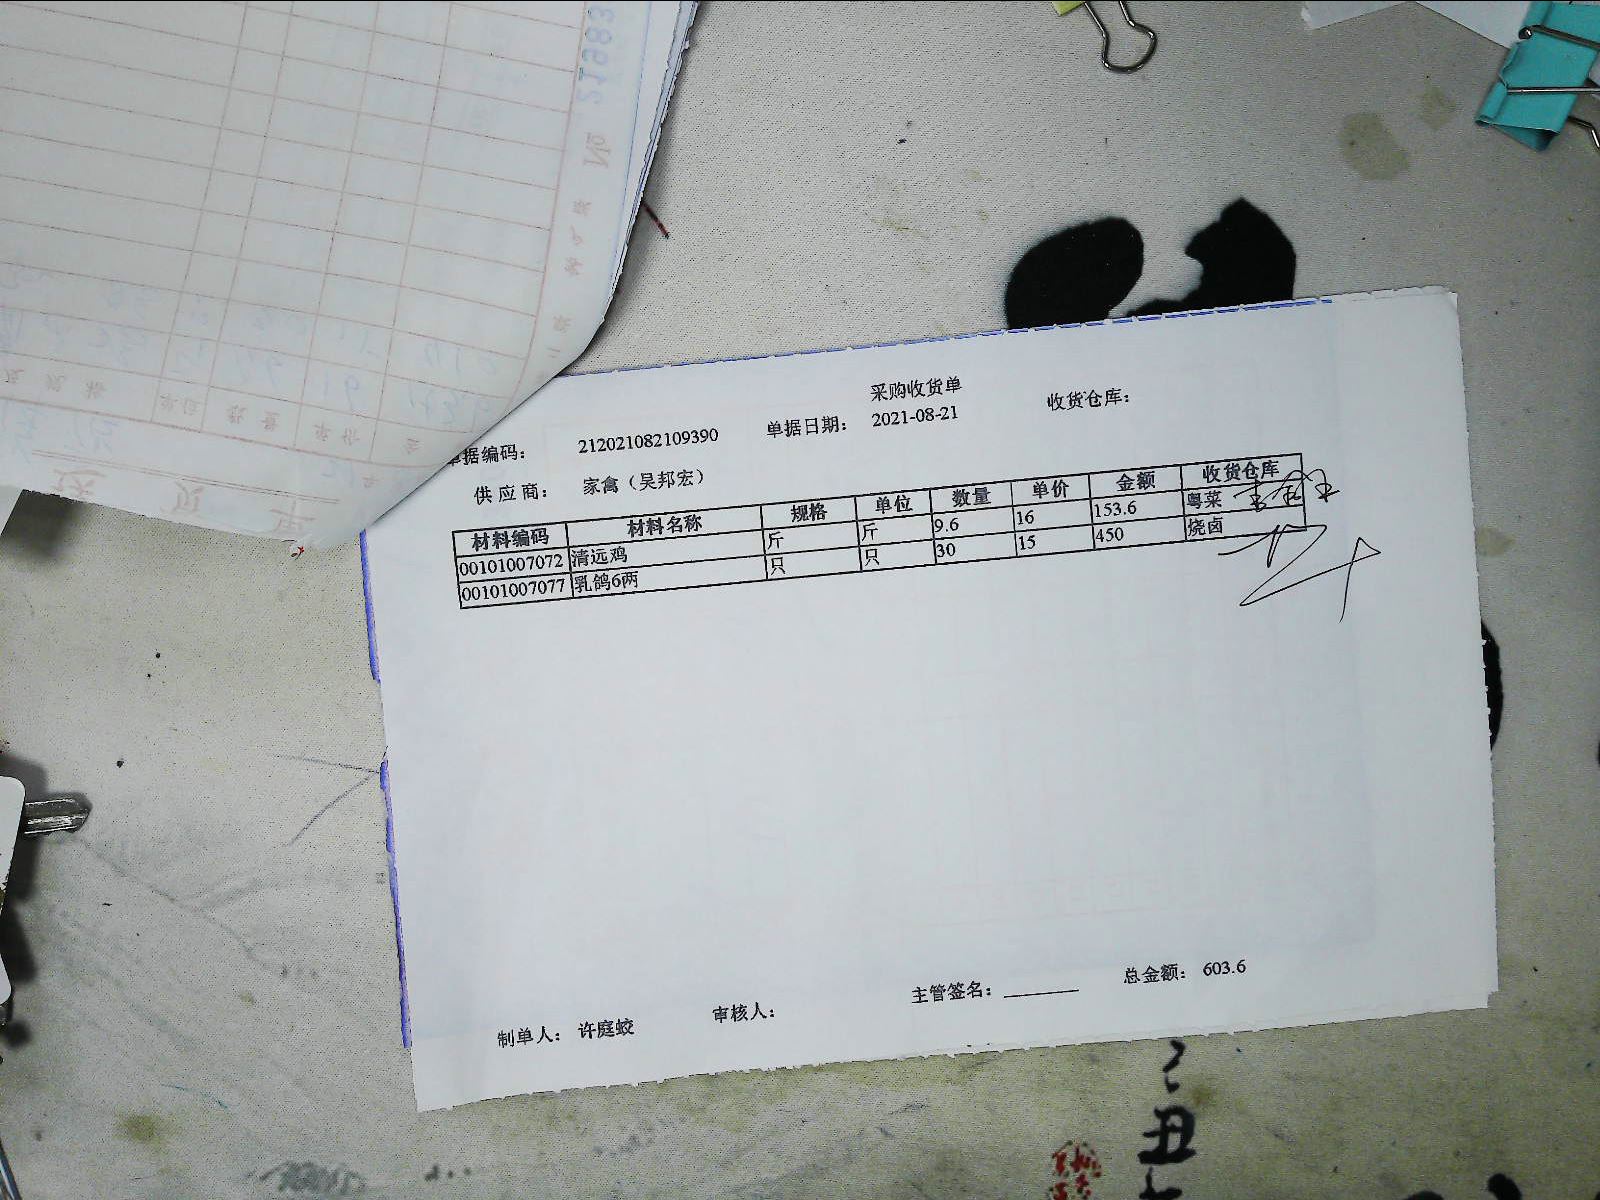 采购收货单
单据编码： 212021082109390 单据日期： 2021-08-21 收货仓库：
供应商： 家禽（吴邦宏）
材料编码 材料名称 规格 单位 数量 单价 金额 收货仓库
00101007072 清远鸡 斤 斤 9.6 16 153.6 粤菜
00101007077 乳鸽6两 只 只 30 15 450 烧卤
制单人： 许庭蛟 审核人： 主管签名： 总金额： 603.6
No 21983
丑